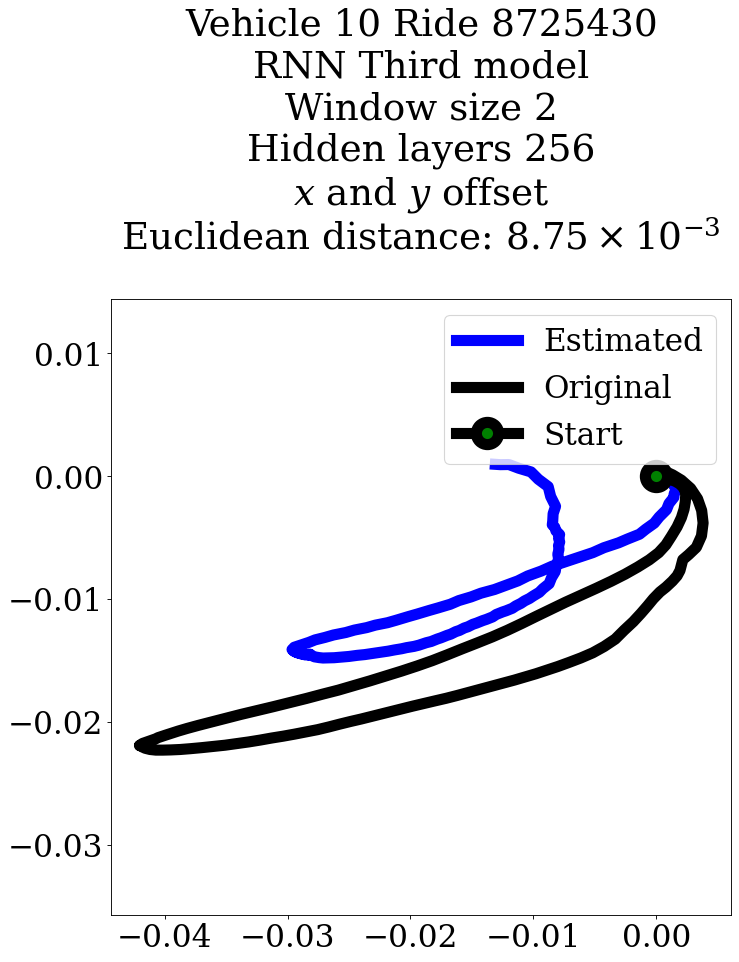 Vehicle 10 Ride 8725430
RNN Third model
Window size 2
Hidden layers 256
x and y offset
Euclidean distance: 8.75 × 10⁻³
Estimated
Original
Start
0.01
0.00
−0.01
−0.02
−0.03
−0.04 −0.03 −0.02 −0.01 0.00